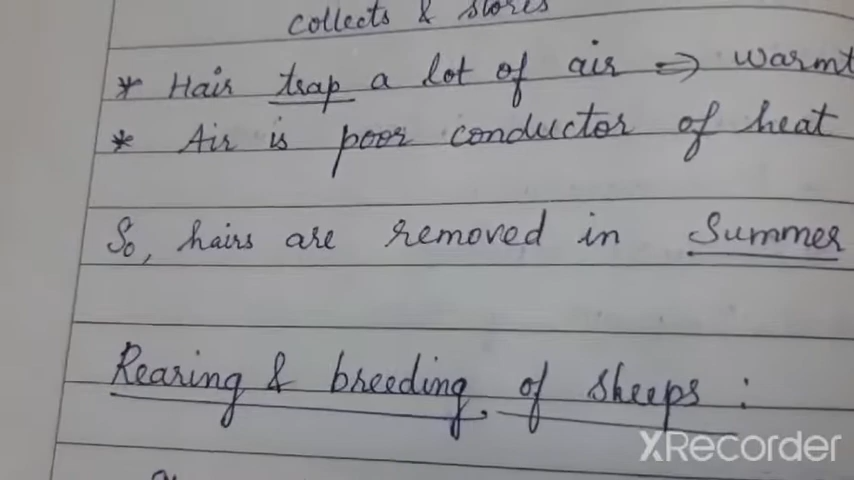 collects & stores
* Hair trap a lot of air ⇒ warmt
* Air is poor conductor of heat
So, hairs are removed in Summer
Rearing & breeding of sheeps :
XRecorder